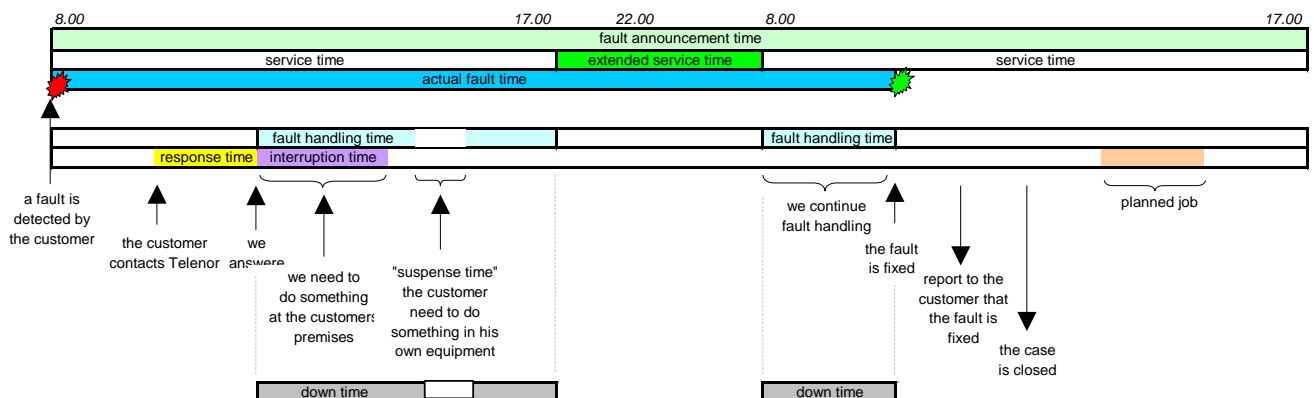 8.00 17.00 22.00 8.00 17.00
fault announcement time
service time extended service time service time
actual fault time
fault handling time fault handling time
response time interruption time
a fault is
detected by
the customer
the customer
contacts Telenor
we
answere
we need to
do something
at the customers
premises
"suspense time"
the customer
need to do
something in his
own equipment
we continue
fault handling
the fault
is fixed
report to the
customer that
the fault is
fixed
the case
is closed
planned job
down time down time